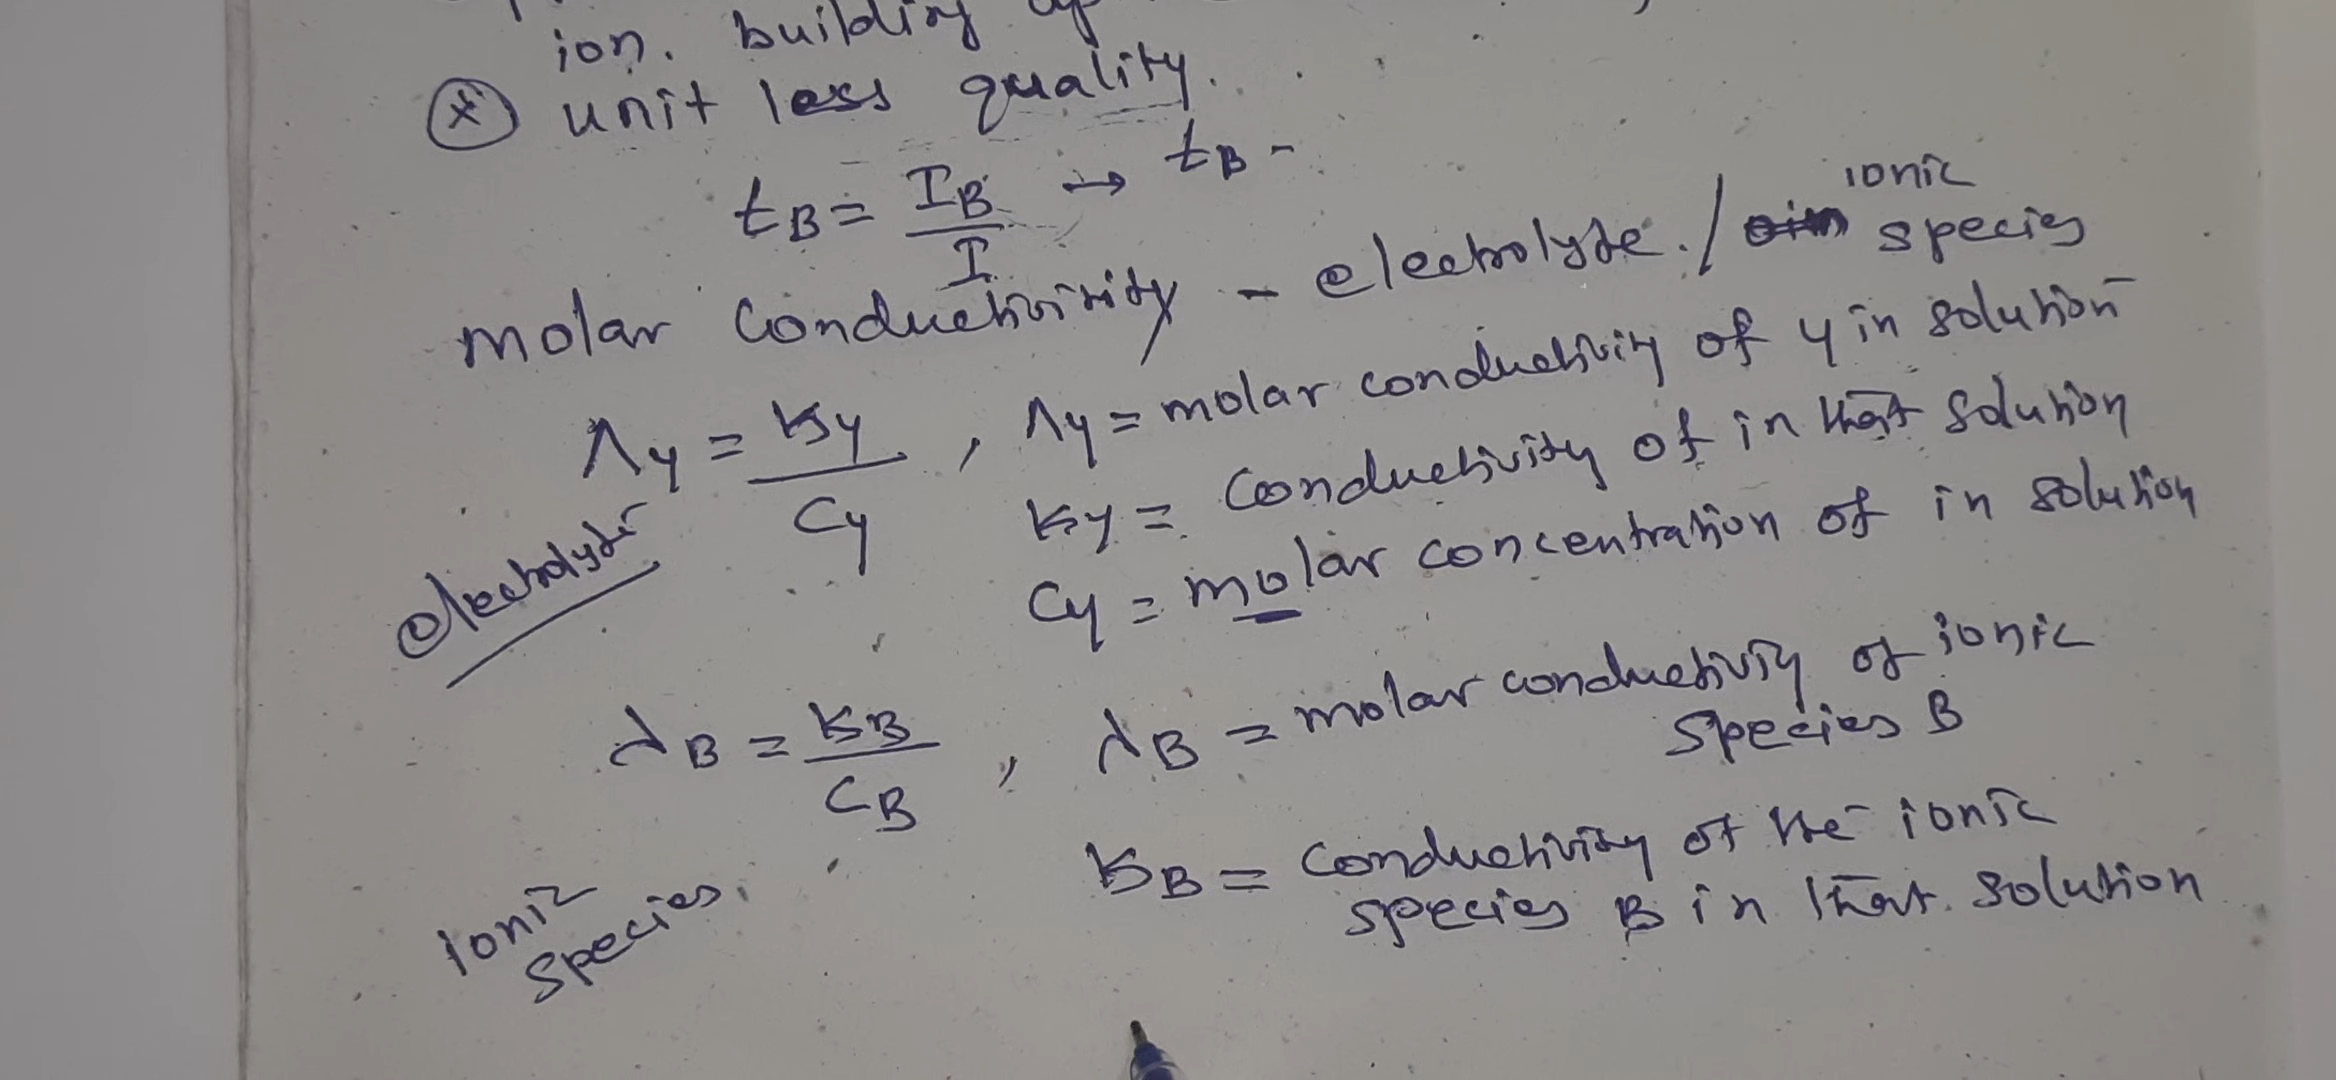 ion. building up
* unit less quality.
tB = IB / I → tB -
molar conductivity - electrolyte. / ionic species
Λy = κy / Cy , Λy = molar conductivity of y in solution
κy = conductivity of in that solution
electrolyte
Cy = molar concentration of in solution
λB = κB / CB , λB = molar conductivity of ionic
species B
κB = conductivity of the ionic
species B in that solution
ionic
species.